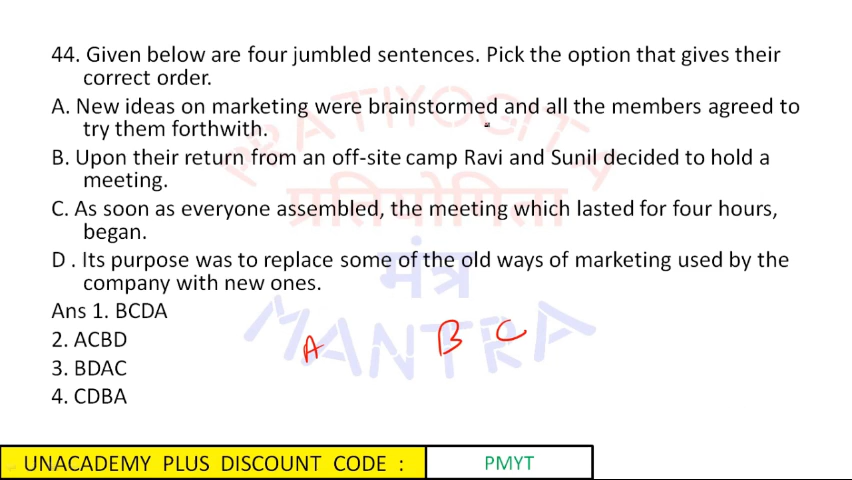 44. Given below are four jumbled sentences. Pick the option that gives their
correct order.
A. New ideas on marketing were brainstormed and all the members agreed to
try them forthwith.
B. Upon their return from an off-site camp Ravi and Sunil decided to hold a
meeting.
C. As soon as everyone assembled, the meeting which lasted for four hours,
began.
D . Its purpose was to replace some of the old ways of marketing used by the
company with new ones.
Ans 1. BCDA
2. ACBD
3. BDAC
4. CDBA
A B C
PRATIYOGITA
प्रतियोगिता
मंत्र
MANTRA
UNACADEMY PLUS DISCOUNT CODE :
PMYT